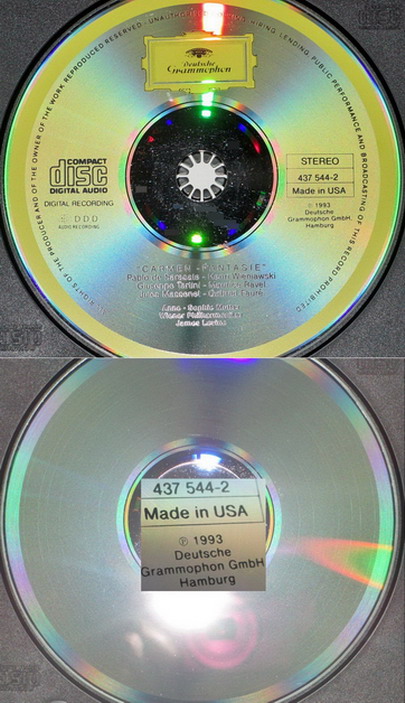 ALL RIGHTS OF THE PRODUCER AND OF THE OWNER OF THE WORK REPRODUCED RESERVED · UNAUTHORIZED HIRING, LENDING, PUBLIC PERFORMANCE AND BROADCASTING OF THIS RECORD PROHIBITED
Deutsche
Grammophon
COMPACT
disc
DIGITAL AUDIO
DIGITAL RECORDING
DDD
AUDIO RECORDING
STEREO
437 544-2
Made in USA
℗ 1993
Deutsche
Grammophon GmbH,
Hamburg
"CARMEN-FANTASIE"
Pablo de Sarasate - Henri Wieniawski
Giuseppe Tartini - Maurice Ravel
Jules Massenet - Gabriel Fauré
Anne - Sophie Mutter
Wiener Philharmoniker
James Levine
437 544-2
Made in USA
℗ 1993
Deutsche
Grammophon GmbH
Hamburg